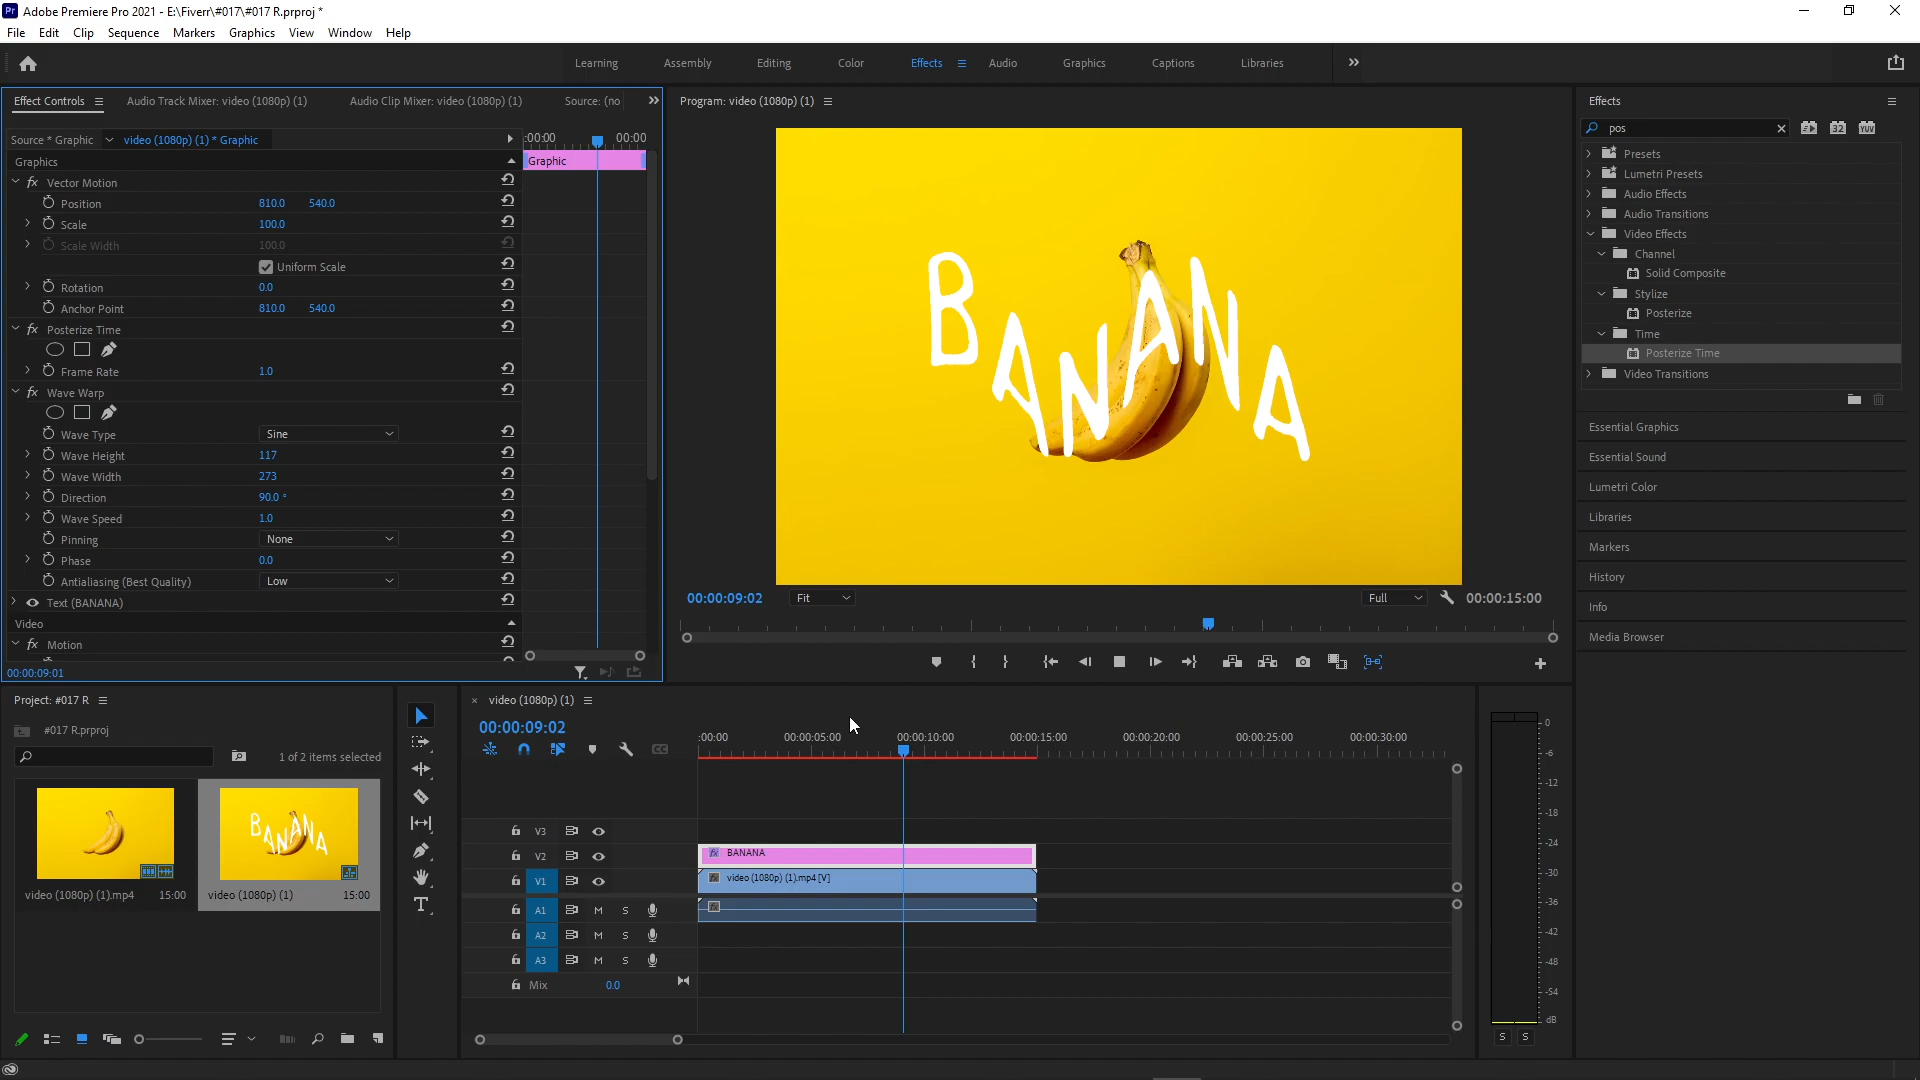 Adobe Premiere Pro 2021 - E:\Fiverr\#017\#017 R.prproj *
File Edit Clip Sequence Markers Graphics View Window Help
Learning Assembly Editing Color Effects Audio Graphics Captions Libraries
Effect Controls Audio Track Mixer: video (1080p) (1) Audio Clip Mixer: video (1080p) (1) Source: (no
Source * Graphic video (1080p) (1) * Graphic :00:00 00:00
Graphics Graphic
fx Vector Motion
Position 810.0 540.0
Scale 100.0
Scale Width 100.0
Uniform Scale
Rotation 0.0
Anchor Point 810.0 540.0
fx Posterize Time
Frame Rate 1.0
fx Wave Warp
Wave Type Sine
Wave Height 117
Wave Width 273
Direction 90.0 °
Wave Speed 1.0
Pinning None
Phase 0.0
Antialiasing (Best Quality) Low
Text (BANANA)
Video
fx Motion
00:00:09:01
Program: video (1080p) (1)
BANANA
00:00:09:02 Fit Full 00:00:15:00
Effects
pos 32 YUV
Presets
Lumetri Presets
Audio Effects
Audio Transitions
Video Effects
Channel
Solid Composite
Stylize
Posterize
Time
Posterize Time
Video Transitions
Essential Graphics
Essential Sound
Lumetri Color
Libraries
Markers
History
Info
Media Browser
Project: #017 R
#017 R.prproj
1 of 2 items selected
BANANA
video (1080p) (1).mp4 15:00 video (1080p) (1) 15:00
T
video (1080p) (1)
00:00:09:02
CC
:00:00 00:00:05:00 00:00:10:00 00:00:15:00 00:00:20:00 00:00:25:00 00:00:30:00
V3
V2 fx BANANA
V1 fx video (1080p) (1).mp4 [V]
A1 M S fx
A2 M S
A3 M S
Mix 0.0
0
-6
-12
-18
-24
-30
-36
-42
-48
-54
dB
S S